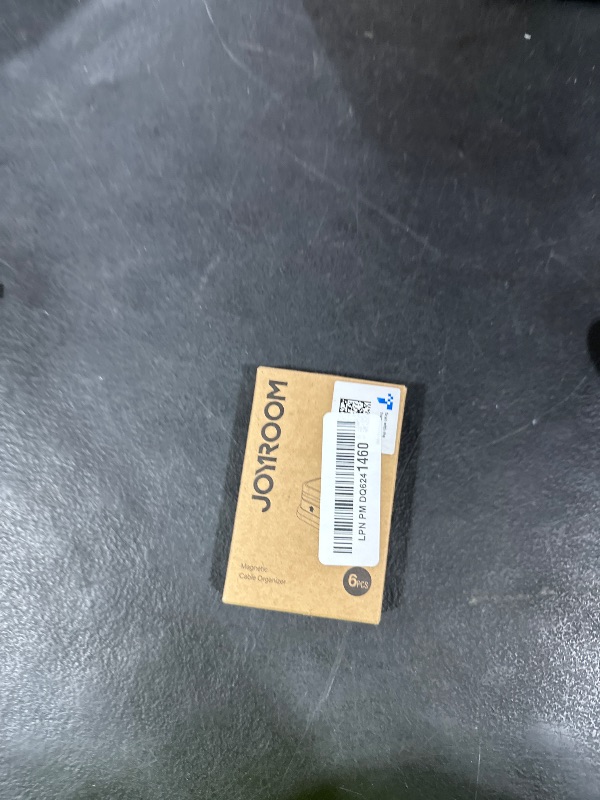 JOYROOM
LPN PM DQ6241460
Magnetic
Cable Organizer
6PCS